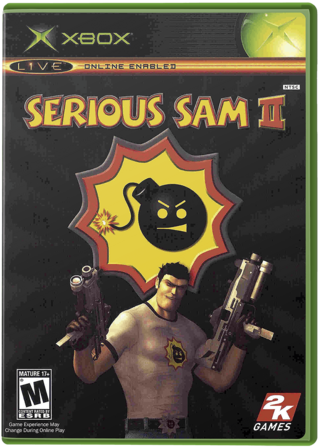 XBOX
LIVE ONLINE ENABLED
NTSC
SERIOUS SAM II
MATURE 17+
M
CONTENT RATED BY
ESRB
Game Experience May
Change During Online Play
2K
GAMES